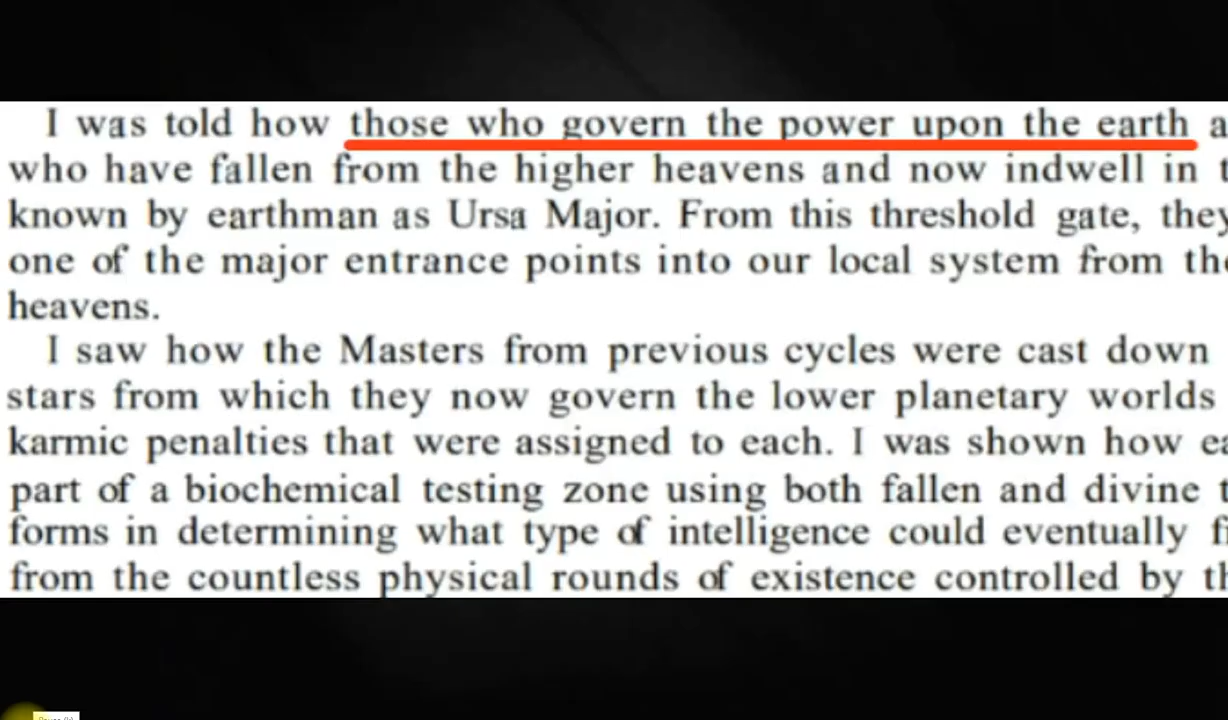 I was told how those who govern the power upon the earth a
who have fallen from the higher heavens and now indwell in t
known by earthman as Ursa Major. From this threshold gate, they
one of the major entrance points into our local system from the
heavens.
I saw how the Masters from previous cycles were cast down
stars from which they now govern the lower planetary worlds
karmic penalties that were assigned to each. I was shown how ea
part of a biochemical testing zone using both fallen and divine t
forms in determining what type of intelligence could eventually f
from the countless physical rounds of existence controlled by th